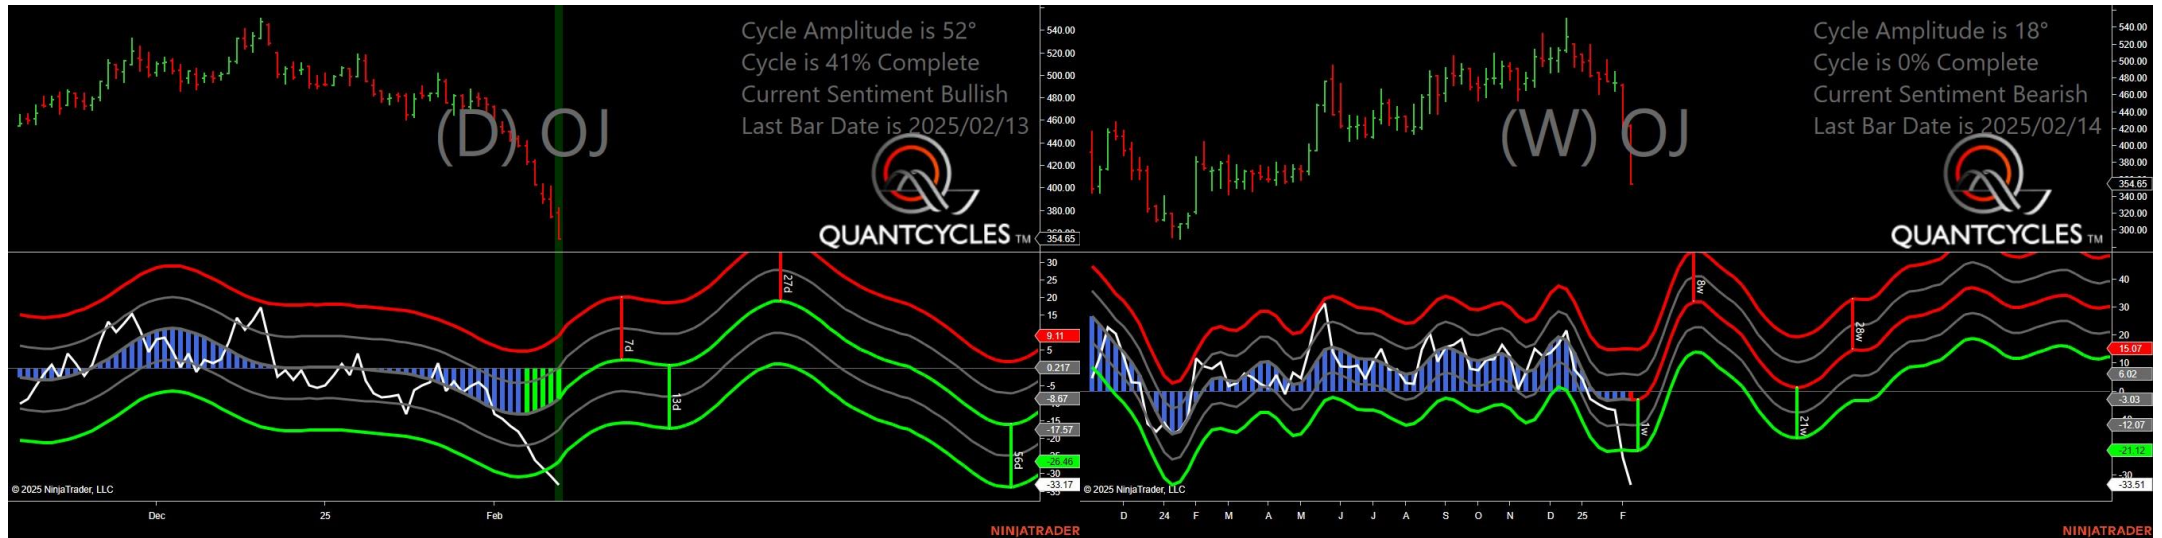 Cycle Amplitude is 52°
Cycle is 41% Complete
Current Sentiment Bullish
Last Bar Date is 2025/02/13
(D) OJ
QUANTCYCLES TM
540.00
520.00
500.00
480.00
460.00
440.00
420.00
400.00
380.00
354.65
30
25
20
15
9.11
5
0.217
-5
-8.67
-17.57
-20
-26.46
-30
-33.17
7d
13d
27d
56d
© 2025 NinjaTrader, LLC
Dec
25
Feb
NINJATRADER
Cycle Amplitude is 18°
Cycle is 0% Complete
Current Sentiment Bearish
Last Bar Date is 2025/02/14
(W) OJ
QUANTCYCLES TM
540.00
520.00
500.00
480.00
460.00
440.00
420.00
400.00
380.00
354.65
340.00
320.00
300.00
40
30
20
15.07
10
6.02
0
-3.03
-12.07
-21.12
-30
-33.51
1w
8w
21w
28w
© 2025 NinjaTrader, LLC
D
24
F
M
A
M
J
J
A
S
O
N
D
25
F
NINJATRADER